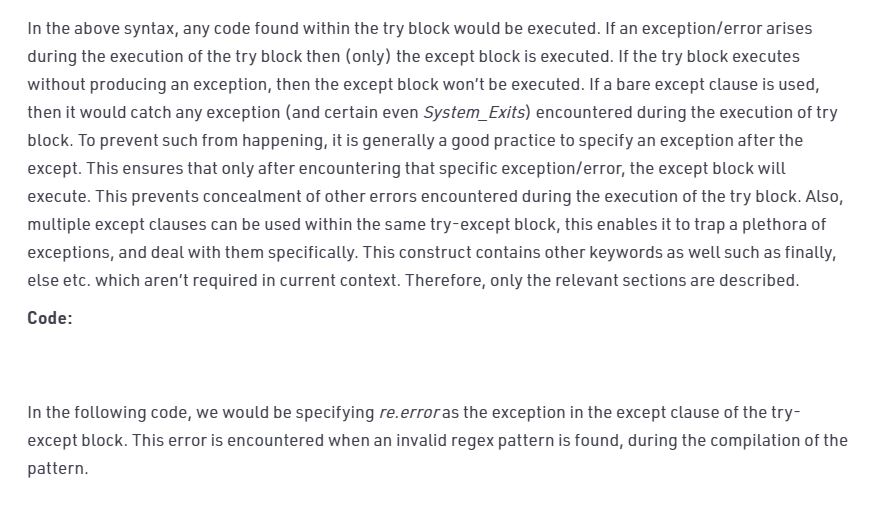 In the above syntax, any code found within the try block would be executed. If an exception/error arises
during the execution of the try block then (only) the except block is executed. If the try block executes
without producing an exception, then the except block won't be executed. If a bare except clause is used,
then it would catch any exception (and certain even System_Exits) encountered during the execution of try
block. To prevent such from happening, it is generally a good practice to specify an exception after the
except. This ensures that only after encountering that specific exception/error, the except block will
execute. This prevents concealment of other errors encountered during the execution of the try block. Also,
multiple except clauses can be used within the same try-except block, this enables it to trap a plethora of
exceptions, and deal with them specifically. This construct contains other keywords as well such as finally,
else etc. which aren't required in current context. Therefore, only the relevant sections are described.
Code:
In the following code, we would be specifying re.error as the exception in the except clause of the try-
except block. This error is encountered when an invalid regex pattern is found, during the compilation of the
pattern.